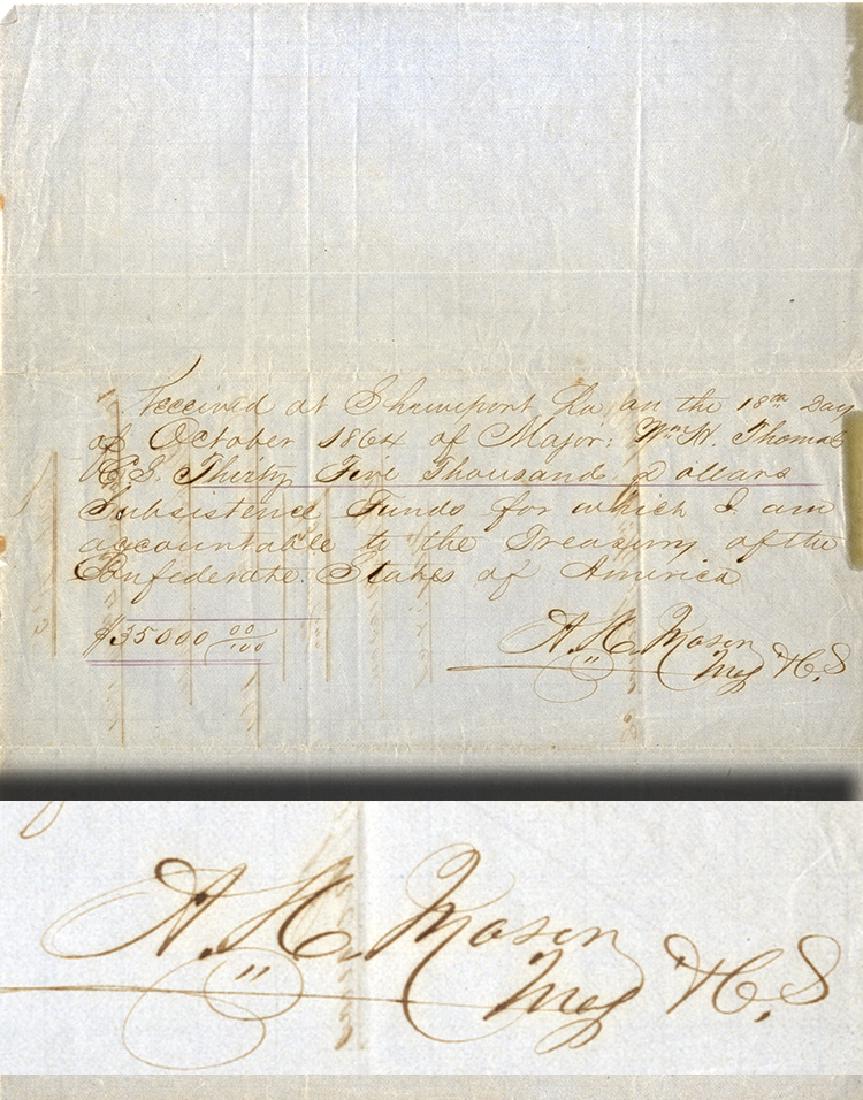 Received at Shreveport La, on the 18th Day
of October 1864 of Major: Wm H. Thomas
C.S. Thirty Five Thousand Dollars
Subsistence Funds for which I am
accountable to the Treasury of the
Confederate States of America
$35000 00/100
A. H. Mason
Maj & C.S
A. H. Mason
Maj & C.S